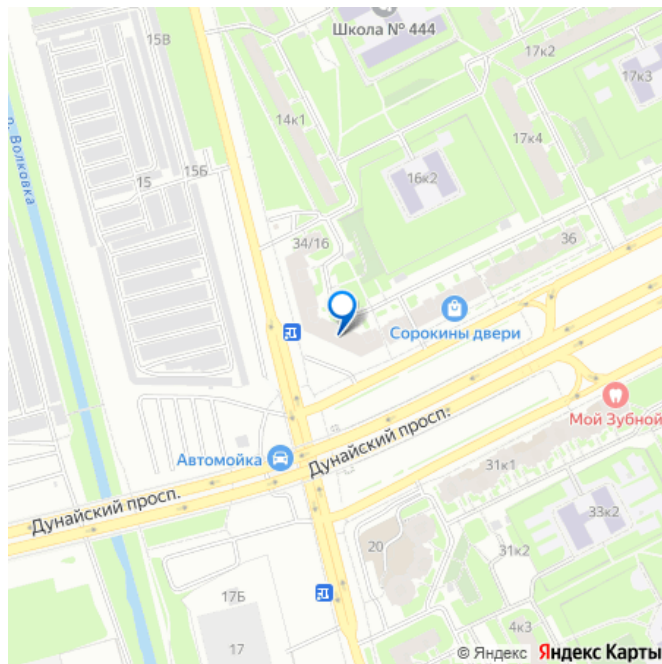 Школа № 444
15В
17к2
17к3
14к1
17к4
р. Волковка
15
15Б
16к2
34/16
36
Сорокины двери
Мой Зубной
Дунайский просп.
Автомойка
31к1
Дунайский просп.
33к2
20
31к2
17Б
4к3
17
© Яндекс Яндекс Карты